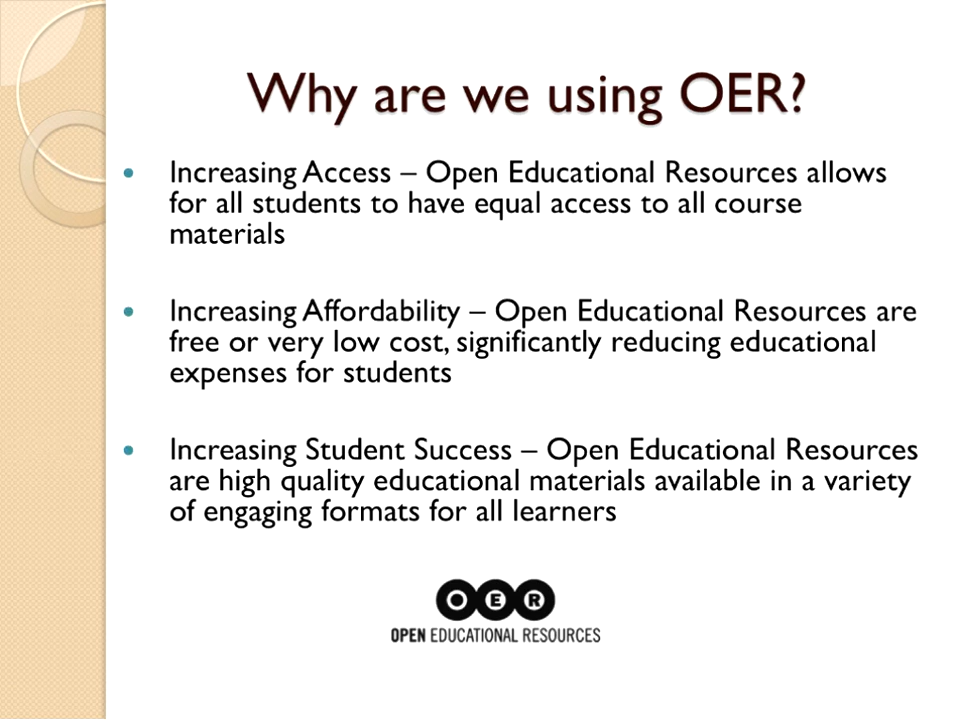 Why are we using OER?
• Increasing Access – Open Educational Resources allows
for all students to have equal access to all course
materials
• Increasing Affordability – Open Educational Resources are
free or very low cost, significantly reducing educational
expenses for students
• Increasing Student Success – Open Educational Resources
are high quality educational materials available in a variety
of engaging formats for all learners
OER
OPEN EDUCATIONAL RESOURCES